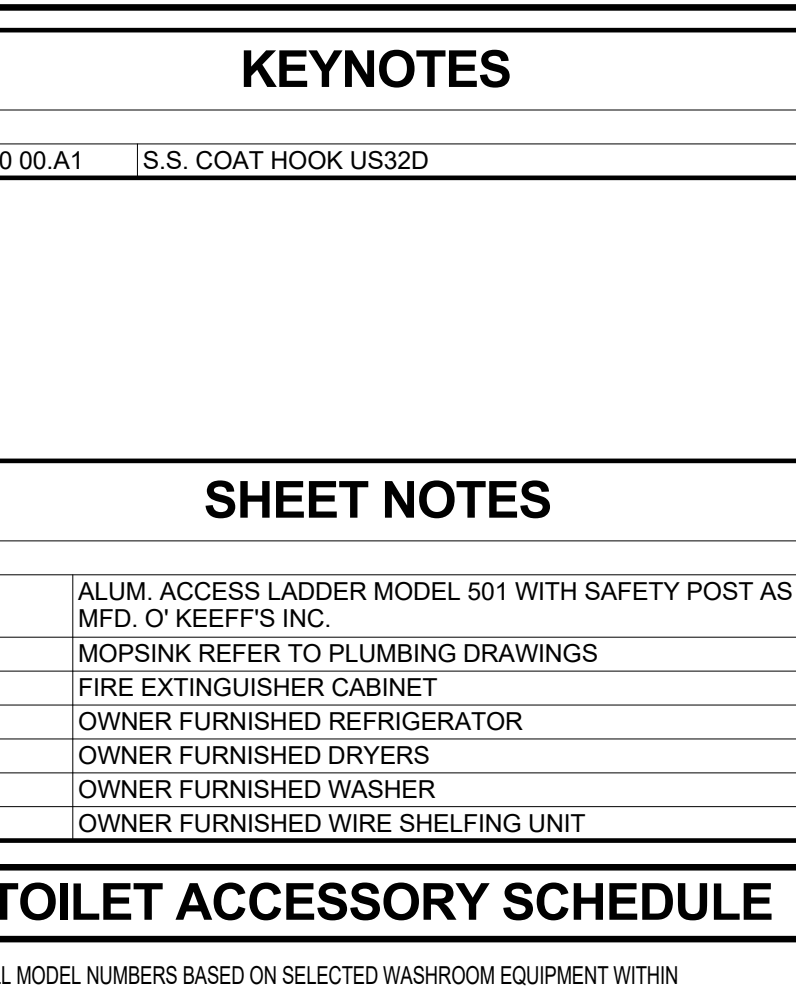 KEYNOTES
0 00.A1 S.S. COAT HOOK US32D
SHEET NOTES
ALUM. ACCESS LADDER MODEL 501 WITH SAFETY POST AS
MFD. O' KEEFF'S INC.
MOPSINK REFER TO PLUMBING DRAWINGS
FIRE EXTINGUISHER CABINET
OWNER FURNISHED REFRIGERATOR
OWNER FURNISHED DRYERS
OWNER FURNISHED WASHER
OWNER FURNISHED WIRE SHELFING UNIT
TOILET ACCESSORY SCHEDULE
LL MODEL NUMBERS BASED ON SELECTED WASHROOM EQUIPMENT WITHIN